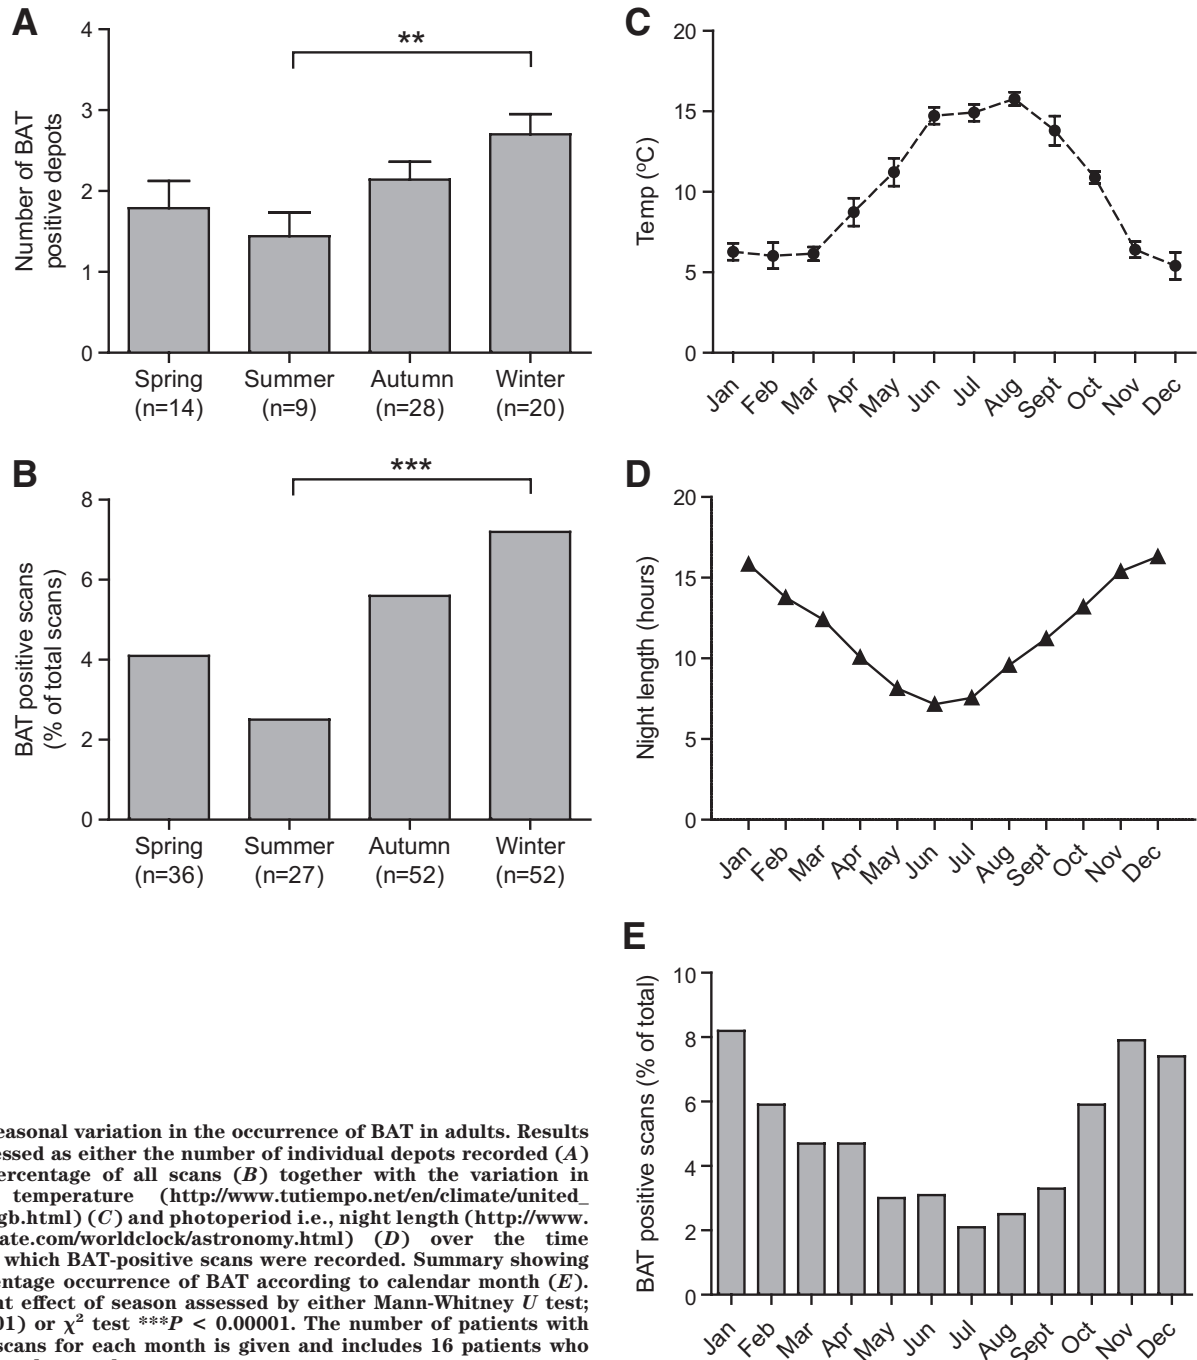 A
4
3
2
1
0
Number of BAT
positive depots
**
Spring
(n=14)
Summer
(n=9)
Autumn
(n=28)
Winter
(n=20)
B
8
6
4
2
0
BAT positive scans
(% of total scans)
***
Spring
(n=36)
Summer
(n=27)
Autumn
(n=52)
Winter
(n=52)
C
20
15
10
5
0
Temp (ºC)
Jan Feb Mar Apr May Jun Jul Aug Sept Oct Nov Dec
D
20
15
10
5
0
Night length (hours)
Jan Feb Mar Apr May Jun Jul Aug Sept Oct Nov Dec
E
10
8
6
4
2
0
BAT positive scans (% of total)
Jan Feb Mar Apr May Jun Jul Aug Sept Oct Nov Dec
easonal variation in the occurrence of BAT in adults. Results
essed as either the number of individual depots recorded (A)
ercentage of all scans (B) together with the variation in
temperature (http://www.tutiempo.net/en/climate/united_
gb.html) (C) and photoperiod i.e., night length (http://www.
ate.com/worldclock/astronomy.html) (D) over the time
which BAT-positive scans were recorded. Summary showing
entage occurrence of BAT according to calendar month (E).
nt effect of season assessed by either Mann-Whitney U test;
01) or χ² test ***P < 0.00001. The number of patients with
scans for each month is given and includes 16 patients who